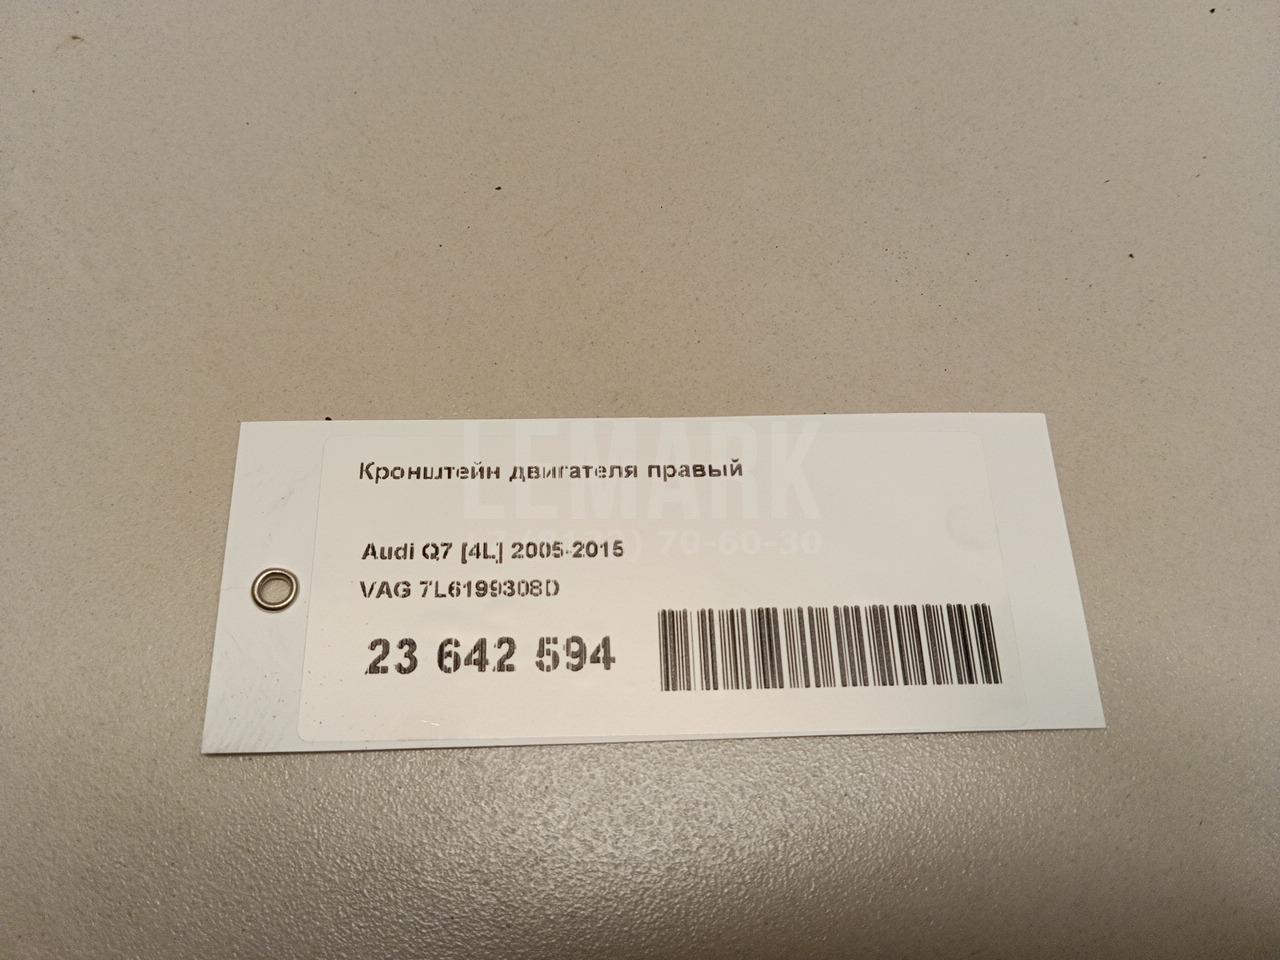 LEMARK
Кронштейн двигателя правый
70-60-30
Audi Q7 [4L] 2005-2015
VAG 7L6199308D
23 642 594